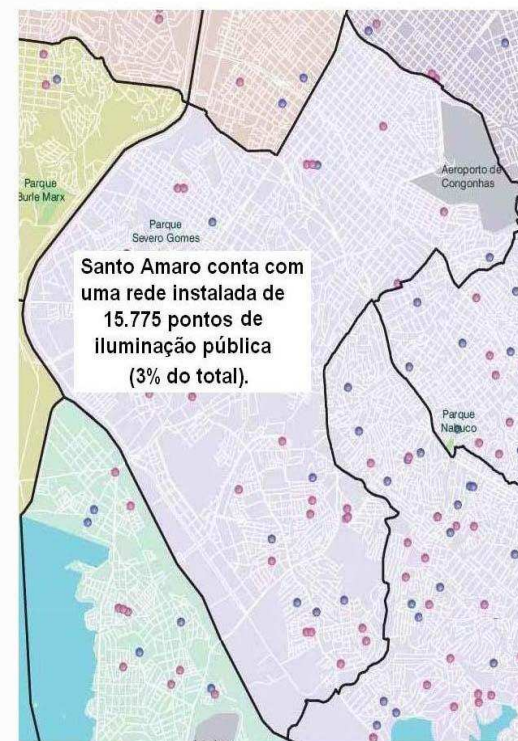 Aeroporto de
Congonhas
Parque
Burle Marx
Parque
Severo Gomes
Santo Amaro conta com
uma rede instalada de
15.775 pontos de
iluminação pública
(3% do total).
Parque
Nabuco